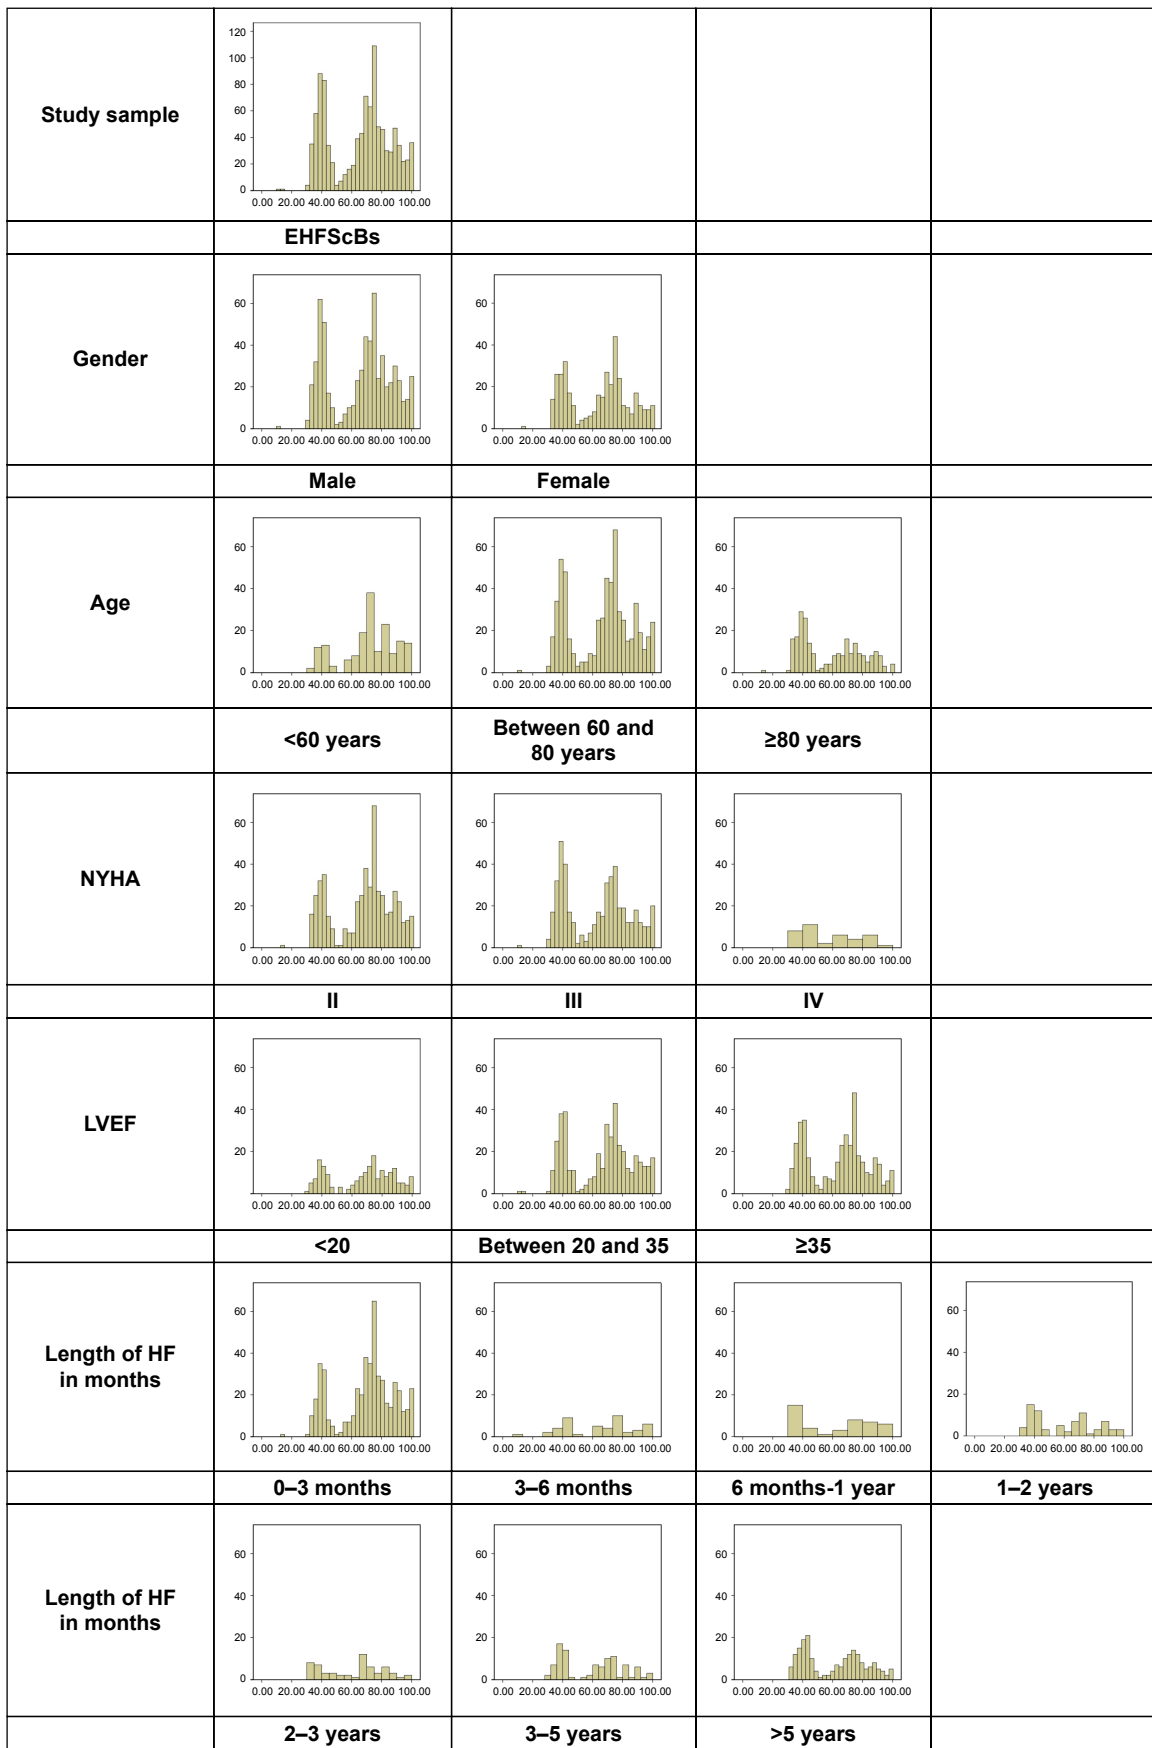 120
100
80
60
40
20
0
0.00 20.00 40.00 60.00 80.00 100.00
Study sample
EHFScBs
60
40
20
0
0.00 20.00 40.00 60.00 80.00 100.00
60
40
20
0
0.00 20.00 40.00 60.00 80.00 100.00
Gender
Male
Female
60
40
20
0
0.00 20.00 40.00 60.00 80.00 100.00
60
40
20
0
0.00 20.00 40.00 60.00 80.00 100.00
60
40
20
0
0.00 20.00 40.00 60.00 80.00 100.00
Age
<60 years
Between 60 and
80 years
≥80 years
60
40
20
0
0.00 20.00 40.00 60.00 80.00 100.00
60
40
20
0
0.00 20.00 40.00 60.00 80.00 100.00
60
40
20
0
0.00 20.00 40.00 60.00 80.00 100.00
NYHA
II
III
IV
60
40
20
0
0.00 20.00 40.00 60.00 80.00 100.00
60
40
20
0
0.00 20.00 40.00 60.00 80.00 100.00
60
40
20
0
0.00 20.00 40.00 60.00 80.00 100.00
LVEF
<20
Between 20 and 35
≥35
60
40
20
0
0.00 20.00 40.00 60.00 80.00 100.00
60
40
20
0
0.00 20.00 40.00 60.00 80.00 100.00
60
40
20
0
0.00 20.00 40.00 60.00 80.00 100.00
60
40
20
0
0.00 20.00 40.00 60.00 80.00 100.00
Length of HF
in months
0–3 months
3–6 months
6 months-1 year
1–2 years
60
40
20
0
0.00 20.00 40.00 60.00 80.00 100.00
60
40
20
0
0.00 20.00 40.00 60.00 80.00 100.00
60
40
20
0
0.00 20.00 40.00 60.00 80.00 100.00
Length of HF
in months
2–3 years
3–5 years
>5 years